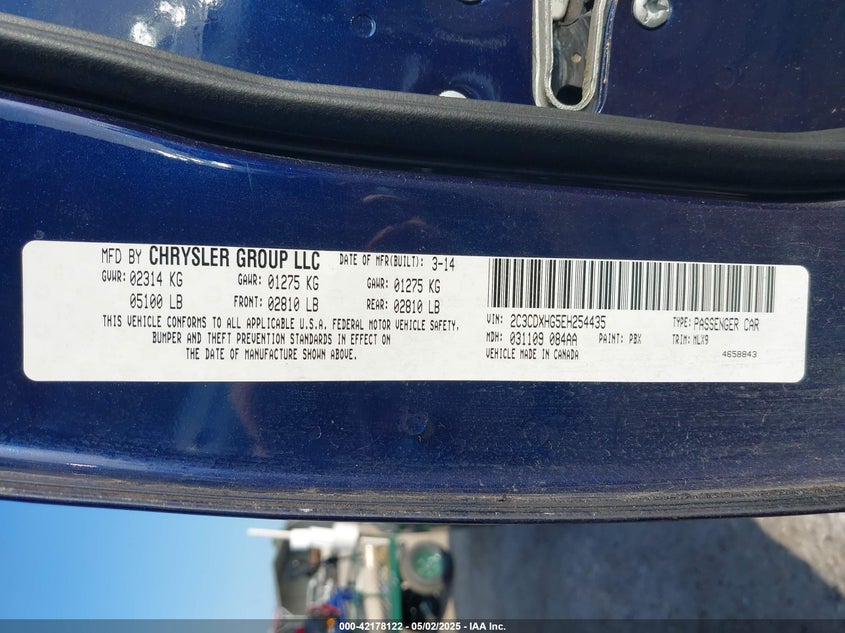 MFD BY CHRYSLER GROUP LLC DATE OF MFR(BUILT): 3-14
GVWR: 02314 KG GAWR: 01275 KG GAWR: 01275 KG
05100 LB FRONT: 02810 LB REAR: 02810 LB
THIS VEHICLE CONFORMS TO ALL APPLICABLE U.S.A. FEDERAL MOTOR VEHICLE SAFETY,
BUMPER AND THEFT PREVENTION STANDARDS IN EFFECT ON
THE DATE OF MANUFACTURE SHOWN ABOVE.
VIN: 2C3CDXHG5EH254435 TYPE: PASSENGER CAR
MDH: 031109 084AA PAINT: PBX TRIM: MLX9
VEHICLE MADE IN CANADA 4658843
000-42178122 — 05/02/2025 — IAA Inc.